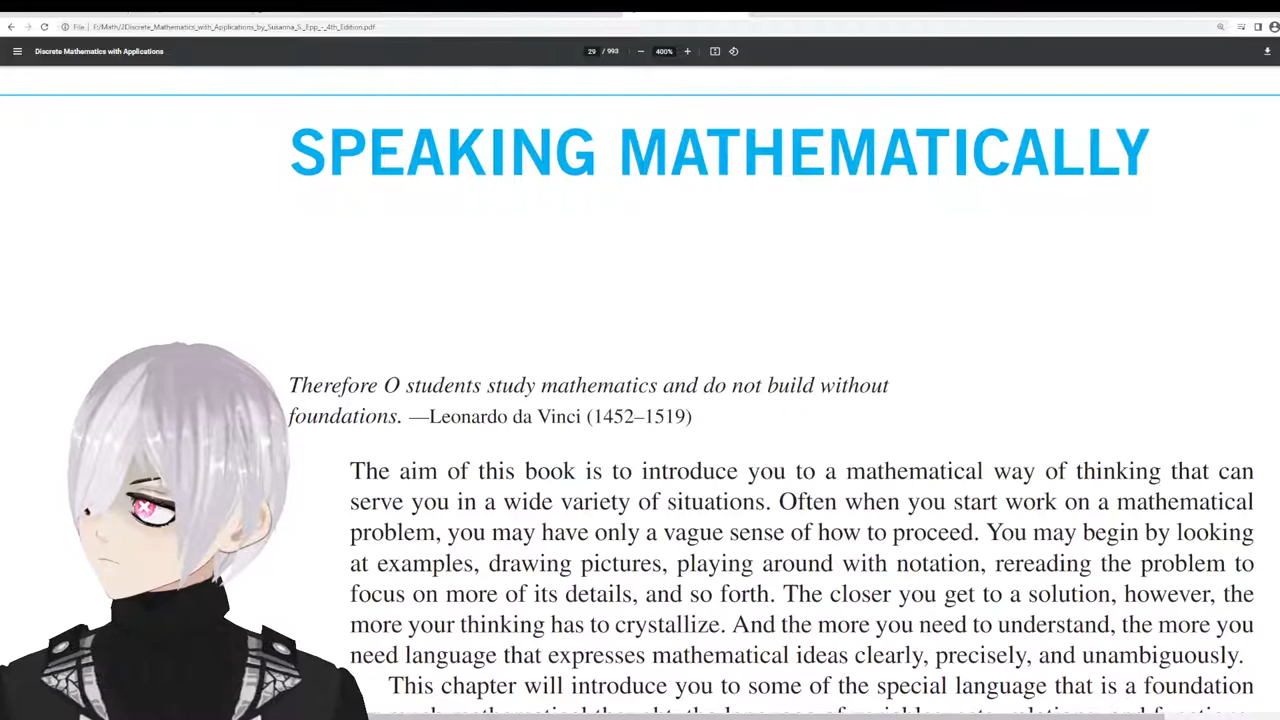 File
F:/Math/2Discrete_Mathematics_with_Applications_by_Susanna_S._Epp_-_4th_Edition.pdf
Discrete Mathematics with Applications
29 / 993
400%
SPEAKING MATHEMATICALLY
Therefore O students study mathematics and do not build without
foundations. —Leonardo da Vinci (1452–1519)
The aim of this book is to introduce you to a mathematical way of thinking that can
serve you in a wide variety of situations. Often when you start work on a mathematical
problem, you may have only a vague sense of how to proceed. You may begin by looking
at examples, drawing pictures, playing around with notation, rereading the problem to
focus on more of its details, and so forth. The closer you get to a solution, however, the
more your thinking has to crystallize. And the more you need to understand, the more you
need language that expresses mathematical ideas clearly, precisely, and unambiguously.
This chapter will introduce you to some of the special language that is a foundation